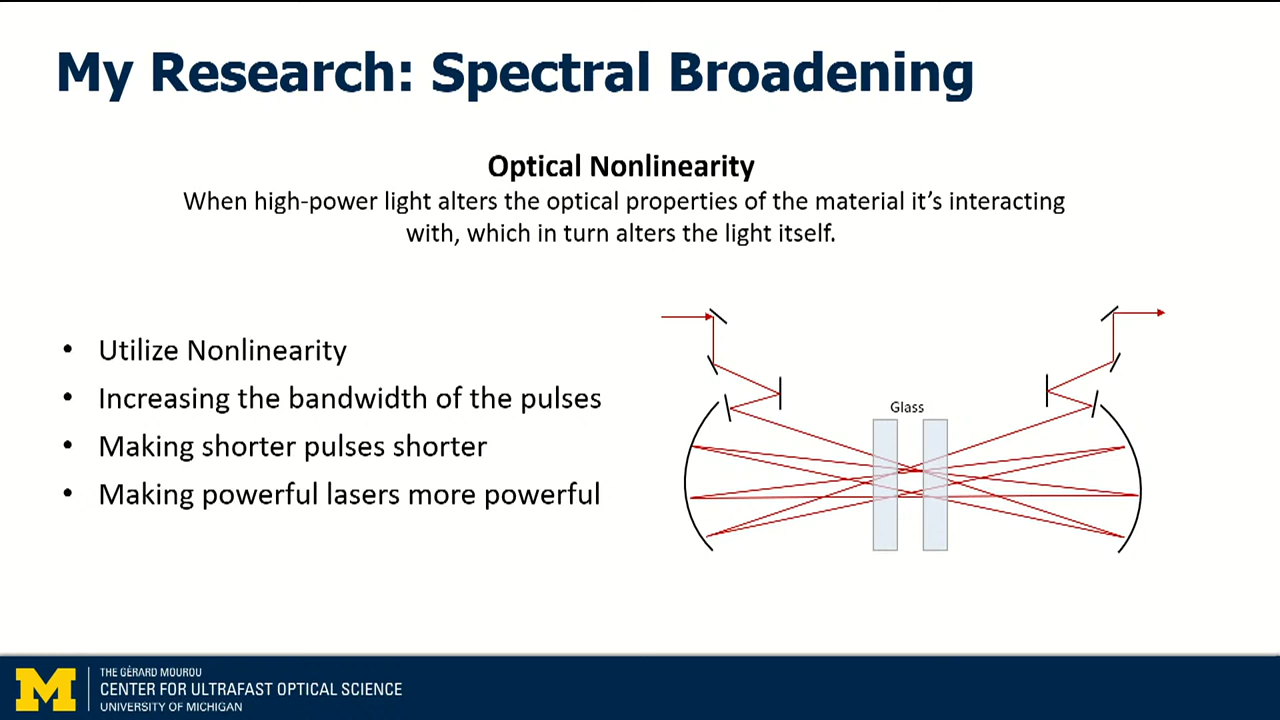 My Research: Spectral Broadening
Optical Nonlinearity
When high-power light alters the optical properties of the material it's interacting
with, which in turn alters the light itself.
• Utilize Nonlinearity
• Increasing the bandwidth of the pulses
• Making shorter pulses shorter
• Making powerful lasers more powerful
Glass
M
THE GÉRARD MOUROU
CENTER FOR ULTRAFAST OPTICAL SCIENCE
UNIVERSITY OF MICHIGAN